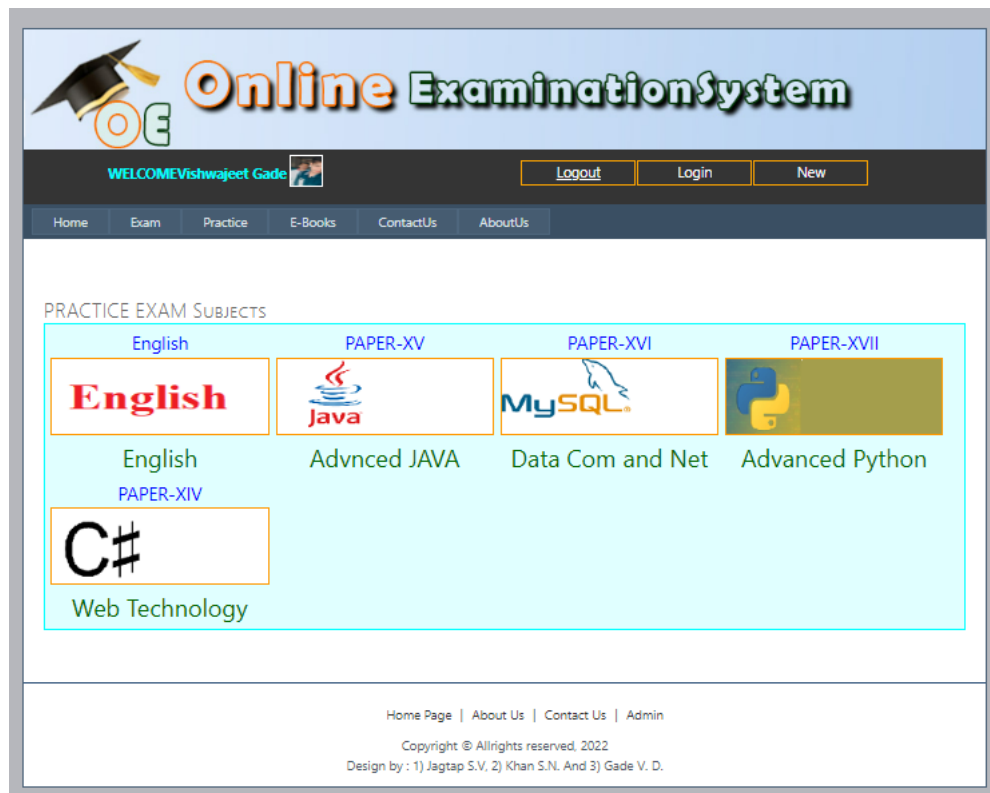 OE Online ExaminationSystem
WELCOMEVishwajeet Gade Logout Login New
Home Exam Practice E-Books ContactUs AboutUs
PRACTICE EXAM SUBJECTS
English PAPER-XV PAPER-XVI PAPER-XVII
English Java MySQL
English Advnced JAVA Data Com and Net Advanced Python
PAPER-XIV
C#
Web Technology
Home Page | About Us | Contact Us | Admin
Copyright © Allrights reserved, 2022
Design by : 1) Jagtap S.V, 2) Khan S.N. And 3) Gade V. D.